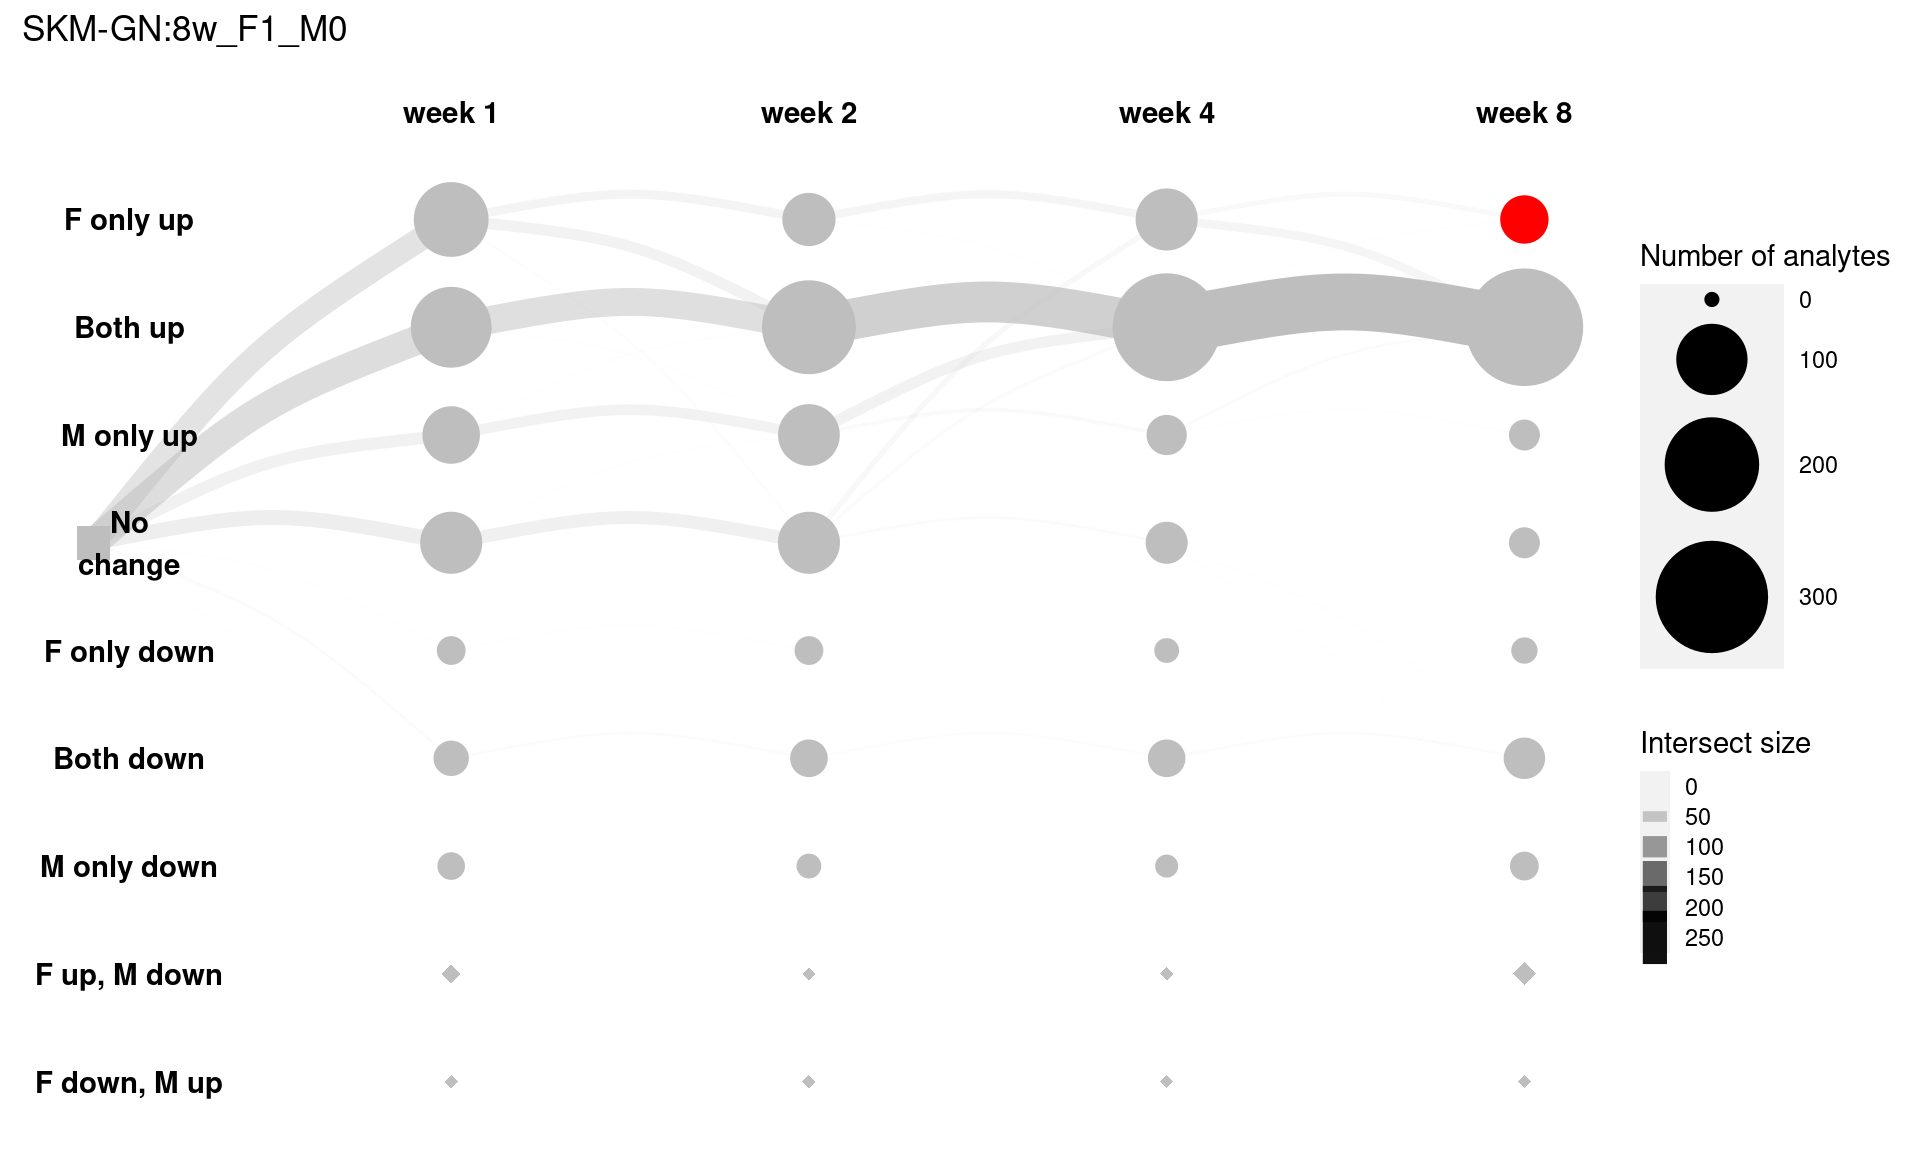 SKM-GN:8w_F1_M0
week 1 week 2 week 4 week 8
F only up
Both up
M only up
No
change
F only down
Both down
M only down
F up, M down
F down, M up
Number of analytes
0
100
200
300
Intersect size
0
50
100
150
200
250